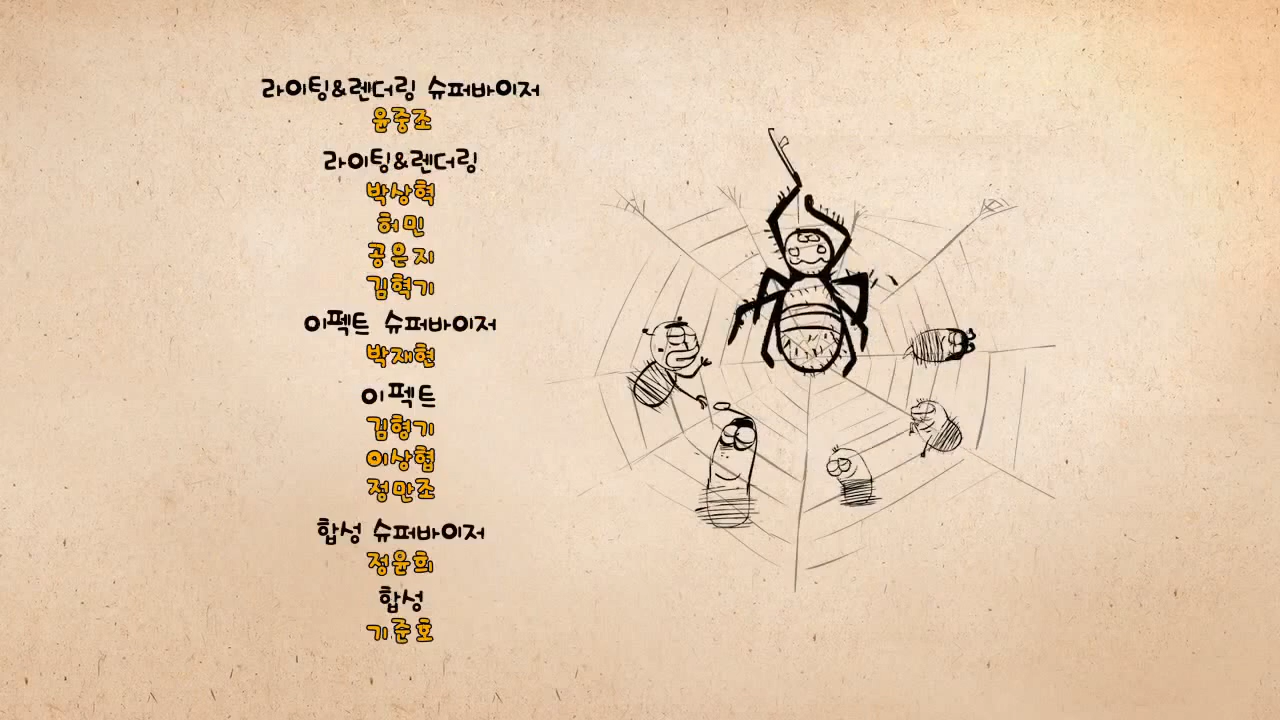 라이팅&렌더링 슈퍼바이저
윤중조
라이팅&렌더링
박상혁
허민
공은지
김혁기
이펙트 슈퍼바이저
박재현
이펙트
김형기
이상협
정만조
합성 슈퍼바이저
정윤희
합성
기준호